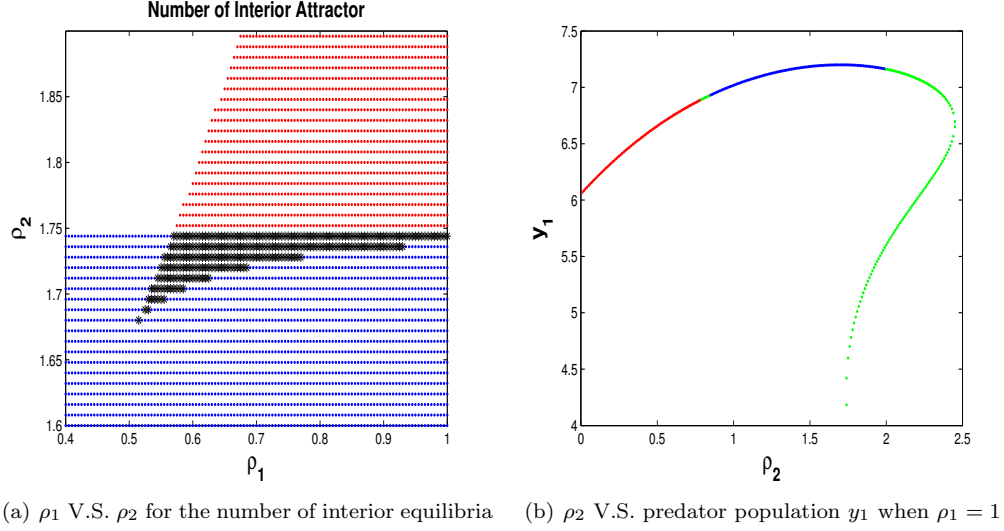 Number of Interior Attractor
1.85
1.8
1.75
1.7
1.65
1.6
ρ2
0.4 0.5 0.6 0.7 0.8 0.9 1
ρ1
7.5
7
6.5
6
5.5
5
4.5
4
y1
0 0.5 1 1.5 2 2.5
ρ2
(a) ρ1 V.S. ρ2 for the number of interior equilibria
(b) ρ2 V.S. predator population y1 when ρ1 = 1